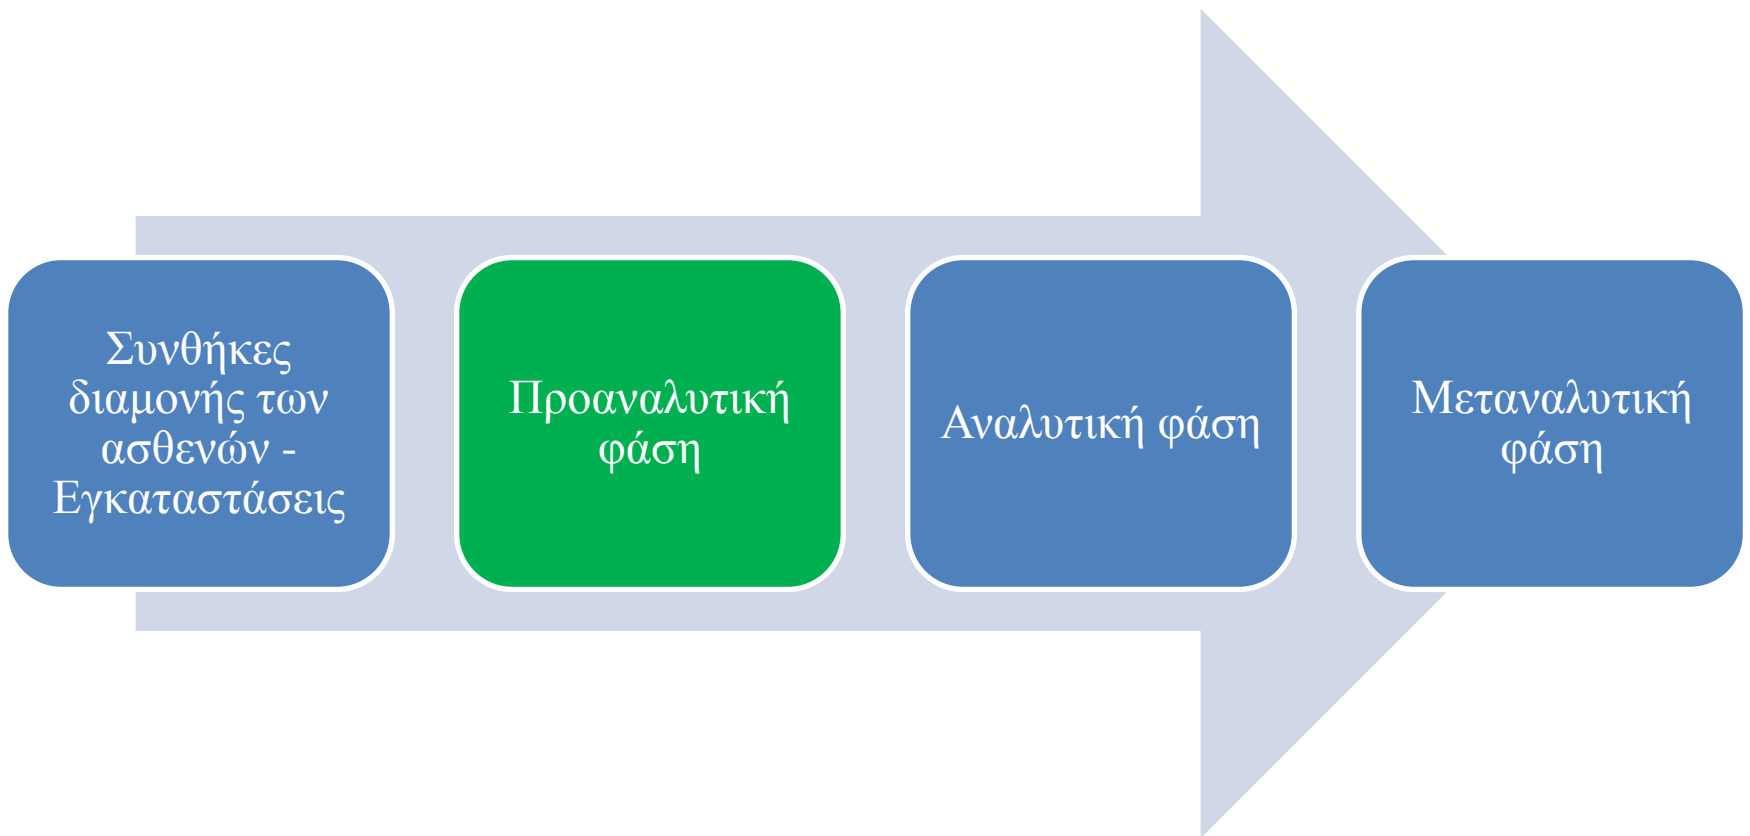 Συνθήκες
διαμονής των
ασθενών -
Εγκαταστάσεις
Προαναλυτική
φάση
Αναλυτική φάση
Μεταναλυτική
φάση